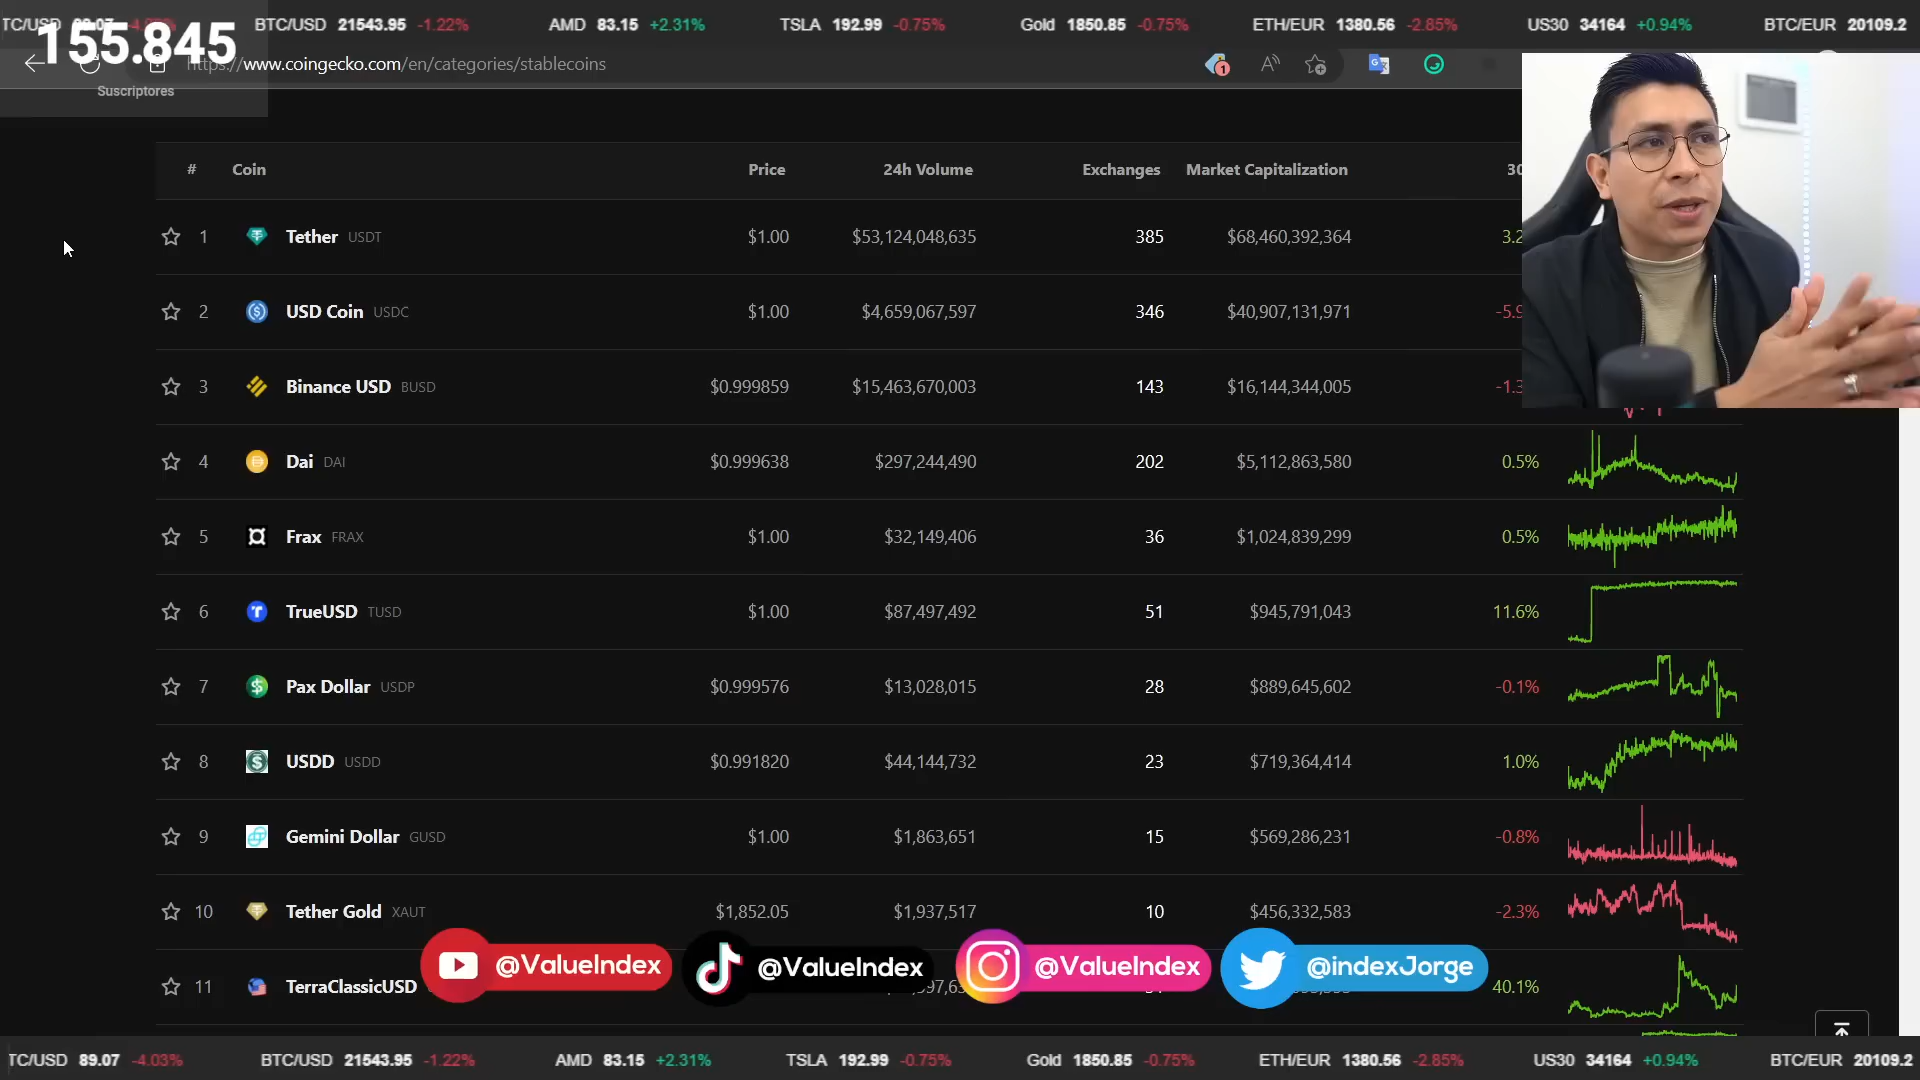 TC/USD 89.07 -4.03% BTC/USD 21543.95 -1.22% AMD 83.15 +2.31% TSLA 192.99 -0.75% Gold 1850.85 -0.75% ETH/EUR 1380.56 -2.85% US30 34164 +0.94% BTC/EUR 20109.2
155.845
https://www.coingecko.com/en/categories/stablecoins
Suscriptores
# Coin Price 24h Volume Exchanges Market Capitalization 30
1 Tether USDT $1.00 $53,124,048,635 385 $68,460,392,364 3.2
2 USD Coin USDC $1.00 $4,659,067,597 346 $40,907,131,971 -5.9
3 Binance USD BUSD $0.999859 $15,463,670,003 143 $16,144,344,005 -1.3
4 Dai DAI $0.999638 $297,244,490 202 $5,112,863,580 0.5%
5 Frax FRAX $1.00 $32,149,406 36 $1,024,839,299 0.5%
6 TrueUSD TUSD $1.00 $87,497,492 51 $945,791,043 11.6%
7 Pax Dollar USDP $0.999576 $13,028,015 28 $889,645,602 -0.1%
8 USDD USDD $0.991820 $44,144,732 23 $719,364,414 1.0%
9 Gemini Dollar GUSD $1.00 $1,863,651 15 $569,286,231 -0.8%
10 Tether Gold XAUT $1,852.05 $1,937,517 10 $456,332,583 -2.3%
@ValueIndex @ValueIndex @ValueIndex @indexJorge
11 TerraClassicUSD 40.1%
TC/USD 89.07 -4.03% BTC/USD 21543.95 -1.22% AMD 83.15 +2.31% TSLA 192.99 -0.75% Gold 1850.85 -0.75% ETH/EUR 1380.56 -2.85% US30 34164 +0.94% BTC/EUR 20109.2